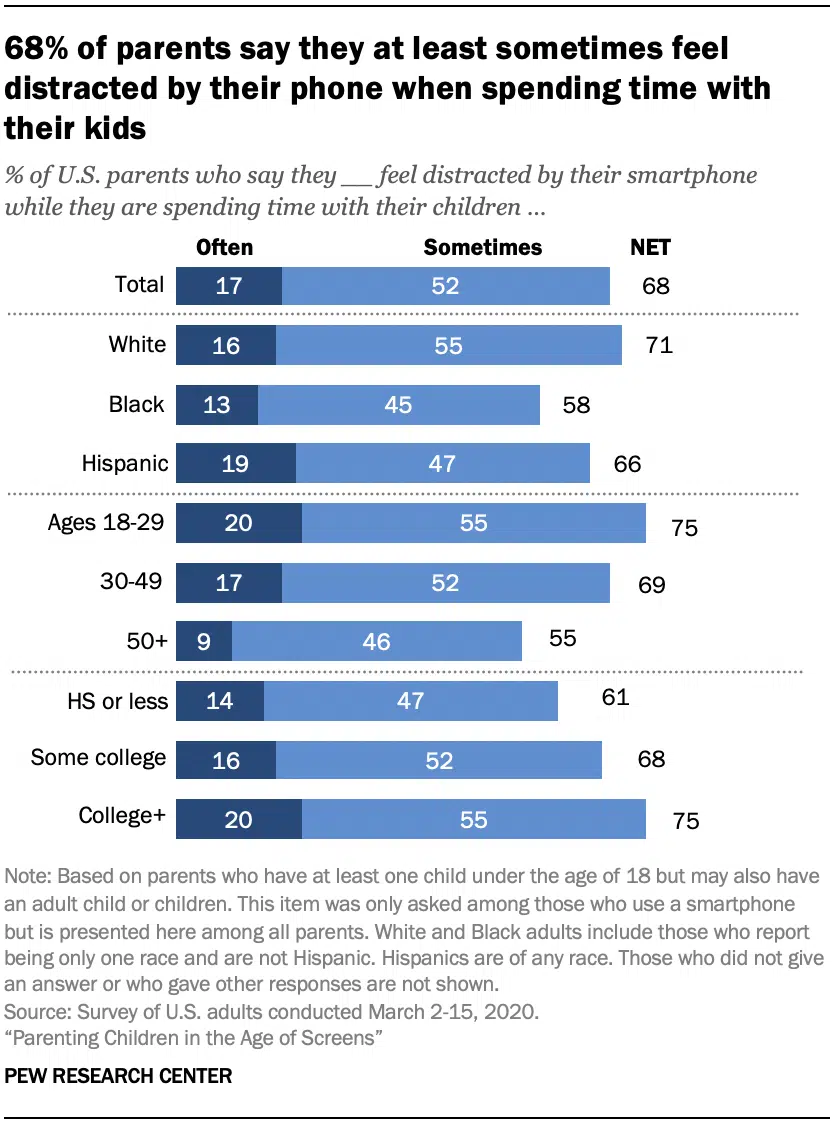 68% of parents say they at least sometimes feel
distracted by their phone when spending time with
their kids
% of U.S. parents who say they __ feel distracted by their smartphone
while they are spending time with their children ...
Often Sometimes NET
Total 17 52 68
White 16 55 71
Black 13 45 58
Hispanic 19 47 66
Ages 18-29 20 55 75
30-49 17 52 69
50+ 9 46 55
HS or less 14 47 61
Some college 16 52 68
College+ 20 55 75
Note: Based on parents who have at least one child under the age of 18 but may also have
an adult child or children. This item was only asked among those who use a smartphone
but is presented here among all parents. White and Black adults include those who report
being only one race and are not Hispanic. Hispanics are of any race. Those who did not give
an answer or who gave other responses are not shown.
Source: Survey of U.S. adults conducted March 2-15, 2020.
“Parenting Children in the Age of Screens”
PEW RESEARCH CENTER